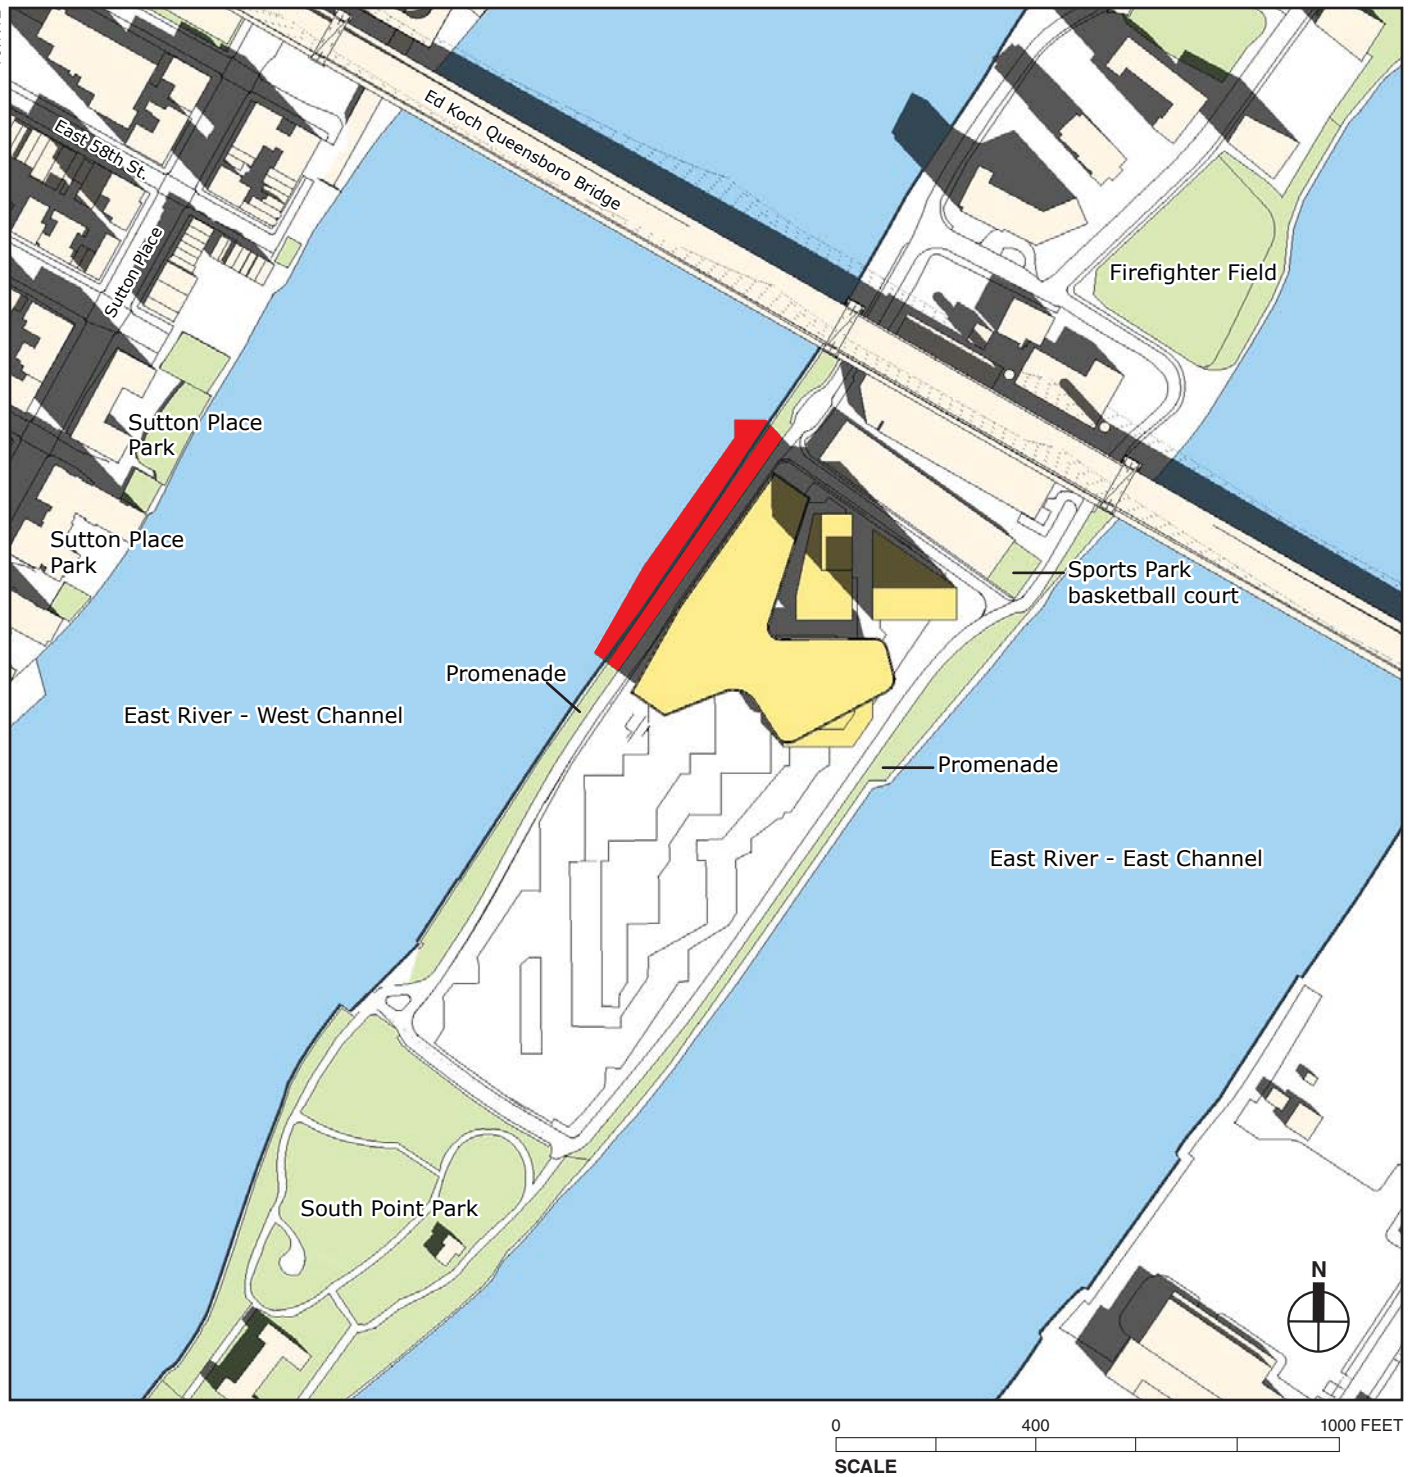 Ed Koch Queensboro Bridge
East 58th St.
Sutton Place
Firefighter Field
Sutton Place
Park
Sutton Place
Park
Sports Park
basketball court
Promenade
East River - West Channel
Promenade
East River - East Channel
South Point Park
N
0 400 1000 FEET
SCALE